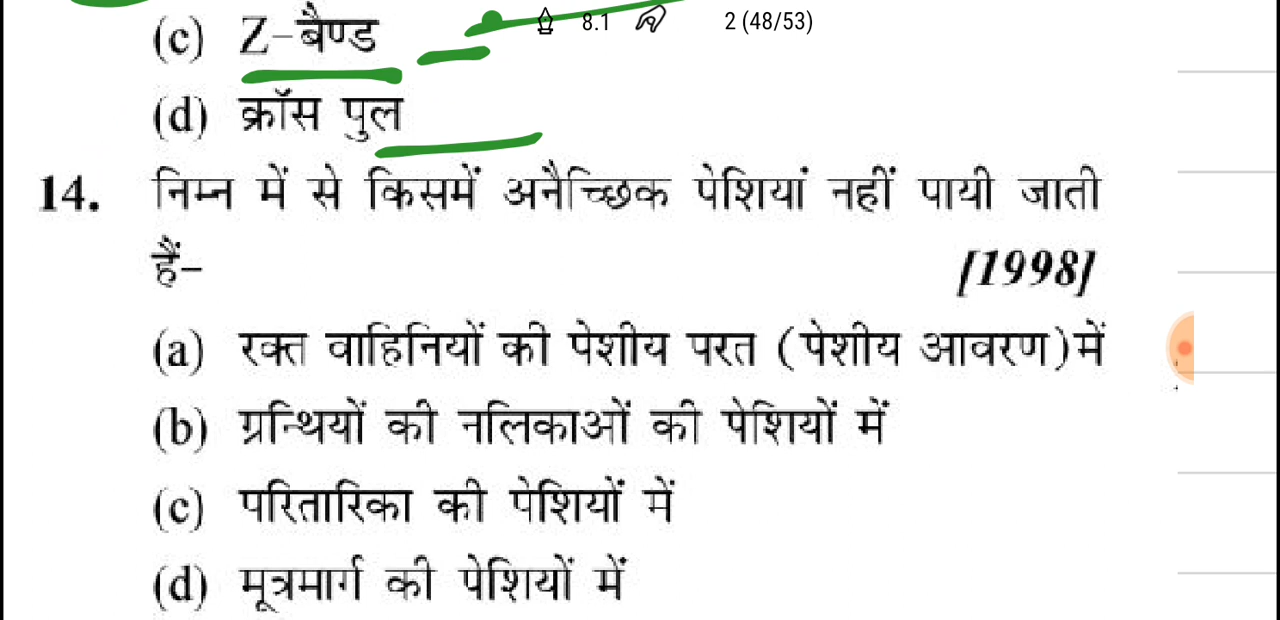 (c) Z-बैण्ड
8.1 2 (48/53)
(d) क्रॉस पुल
14. निम्न में से किसमें अनैच्छिक पेशियां नहीं पायी जाती
हैं- [1998]
(a) रक्त वाहिनियों की पेशीय परत (पेशीय आवरण)में
(b) ग्रन्थियों की नलिकाओं की पेशियों में
(c) परितारिका की पेशियों में
(d) मूत्रमार्ग की पेशियों में